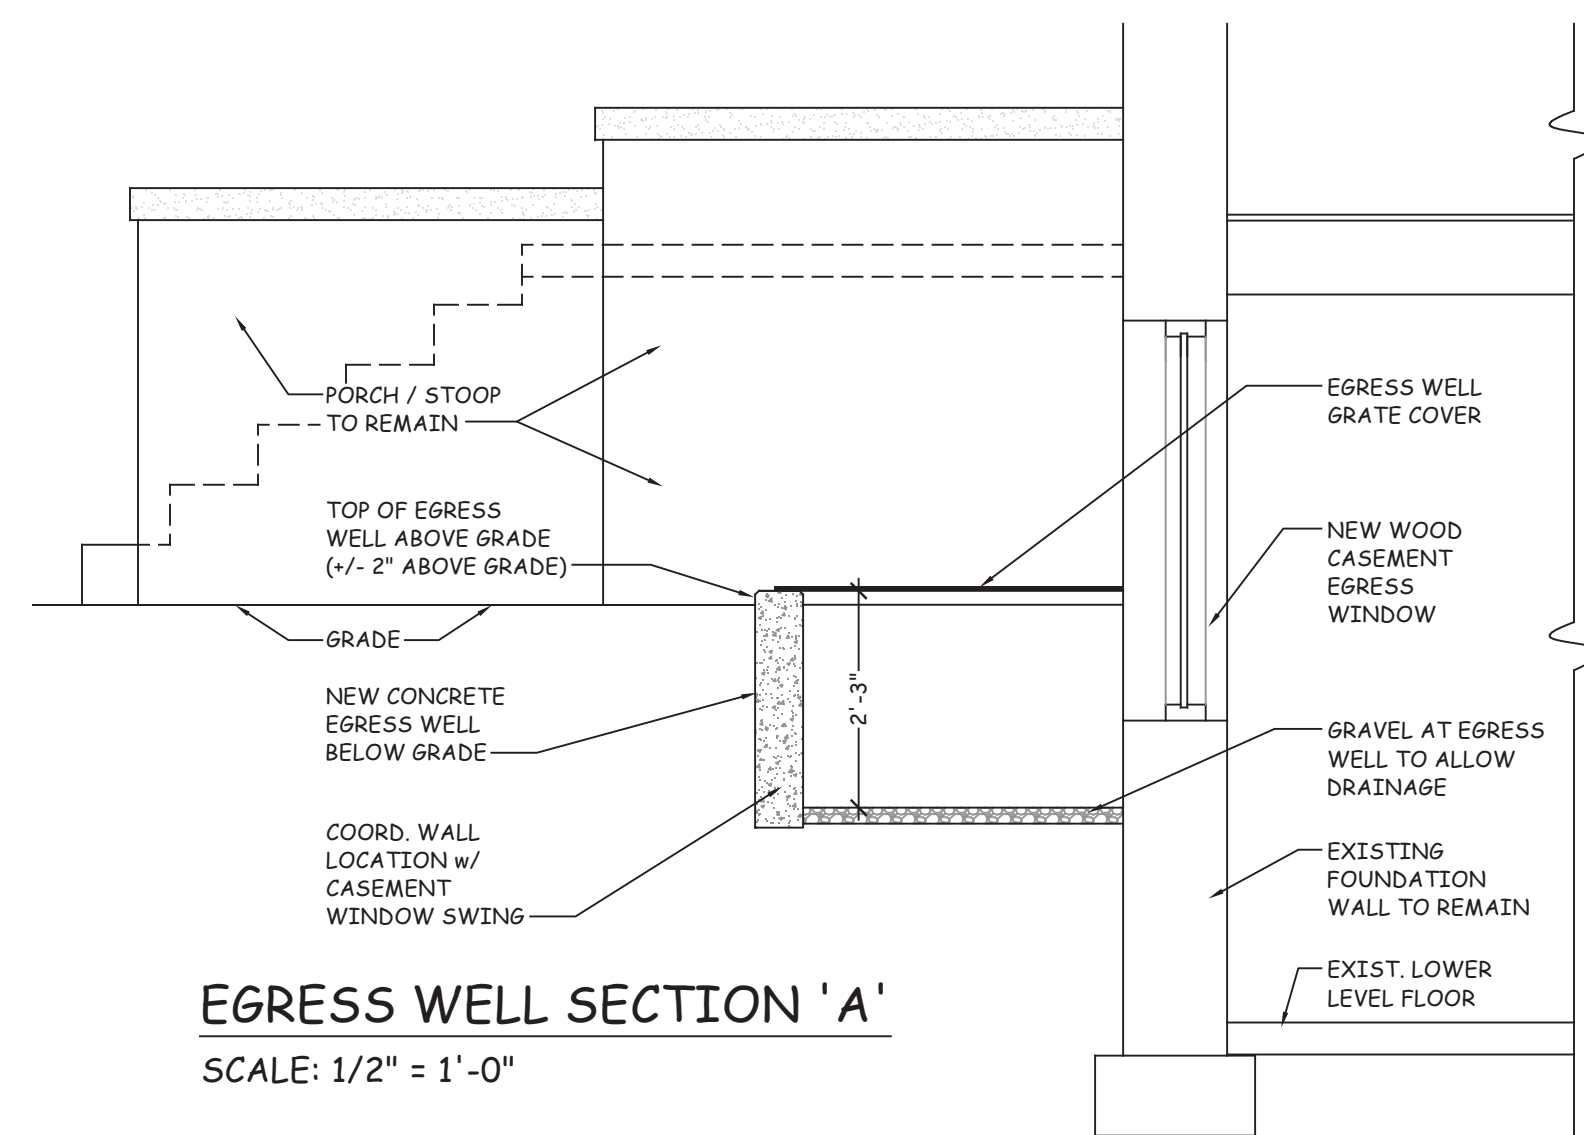 PORCH / STOOP
TO REMAIN
TOP OF EGRESS
WELL ABOVE GRADE
(+/- 2" ABOVE GRADE)
GRADE
NEW CONCRETE
EGRESS WELL
BELOW GRADE
COORD. WALL
LOCATION w/
CASEMENT
WINDOW SWING
2'-3"
EGRESS WELL
GRATE COVER
NEW WOOD
CASEMENT
EGRESS
WINDOW
GRAVEL AT EGRESS
WELL TO ALLOW
DRAINAGE
EXISTING
FOUNDATION
WALL TO REMAIN
EXIST. LOWER
LEVEL FLOOR
EGRESS WELL SECTION 'A'
SCALE: 1/2" = 1'-0"